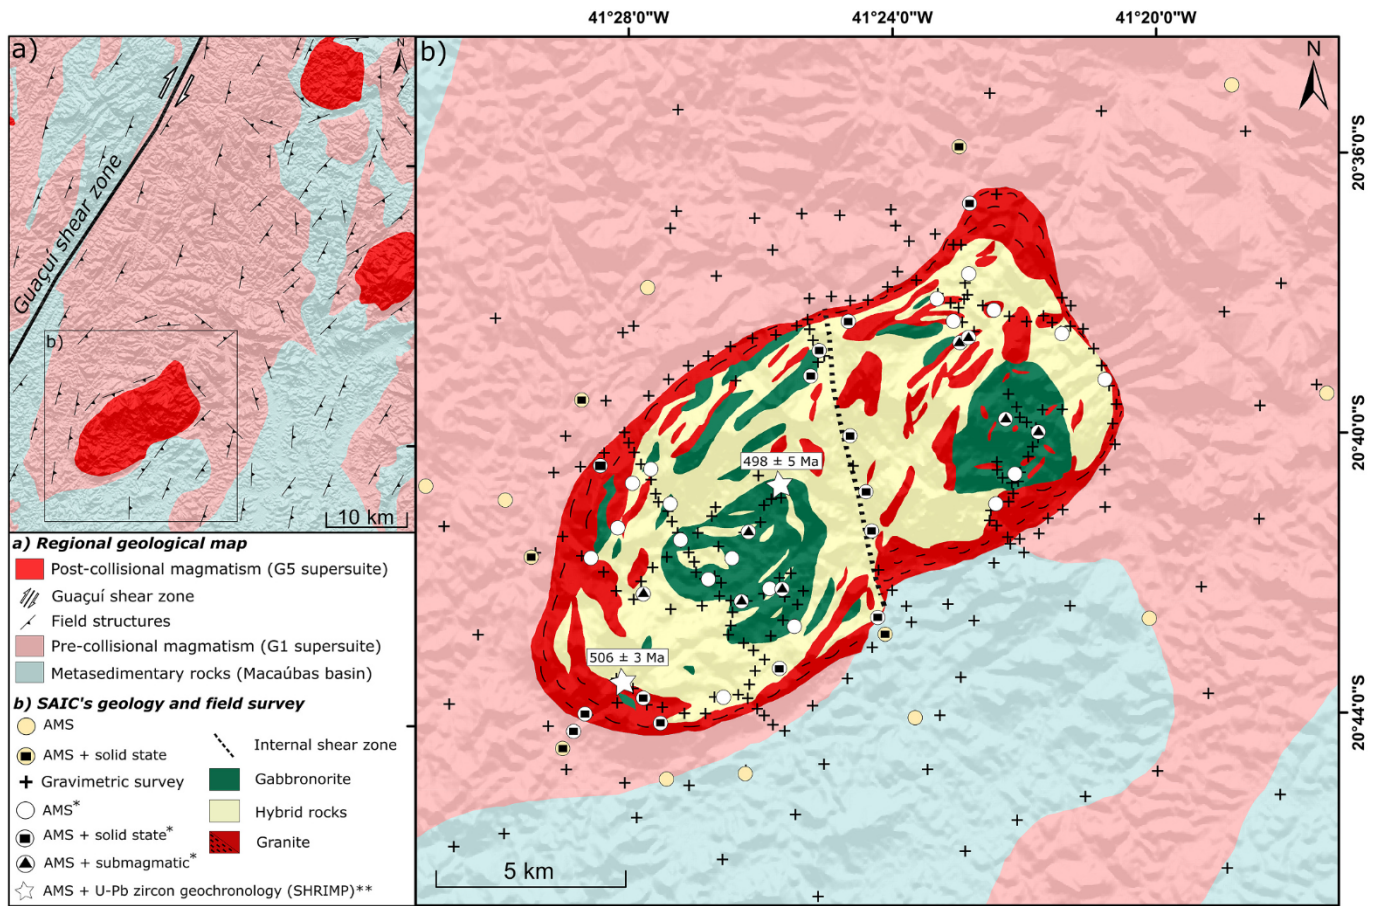 41°28'0"W
41°24'0"W
41°20'0"W
a)
N
Guaçuí shear zone
b)
10 km
b)
N
20°36'0"S
20°40'0"S
20°44'0"S
498 ± 5 Ma
506 ± 3 Ma
5 km
a) Regional geological map
Post-collisional magmatism (G5 supersuite)
Guaçuí shear zone
Field structures
Pre-collisional magmatism (G1 supersuite)
Metasedimentary rocks (Macaúbas basin)
b) SAIC's geology and field survey
AMS
AMS + solid state
Gravimetric survey
AMS*
AMS + solid state*
AMS + submagmatic*
AMS + U-Pb zircon geochronology (SHRIMP)**
Internal shear zone
Gabbronorite
Hybrid rocks
Granite